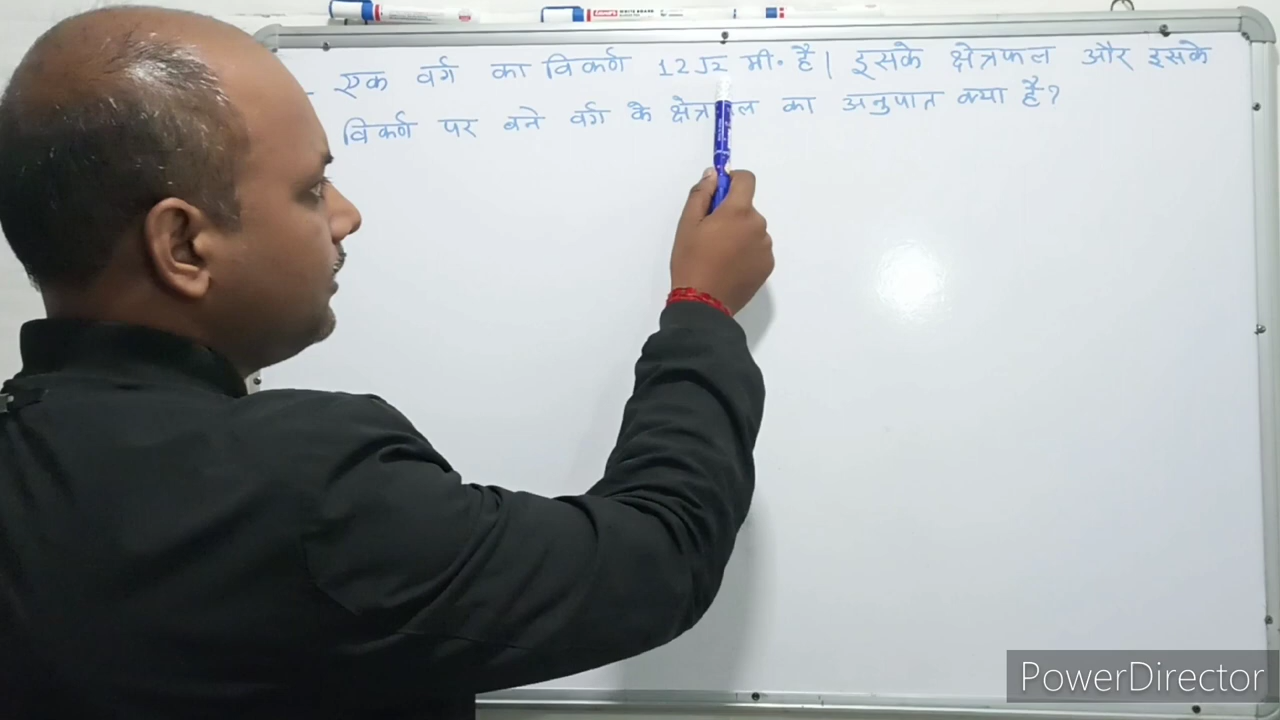 एक वर्ग का विकर्ण 12√2 मी. है| इसके क्षेत्रफल और इसके
विकर्ण पर बने वर्ग के क्षेत्रफल का अनुपात क्या है?
PowerDirector